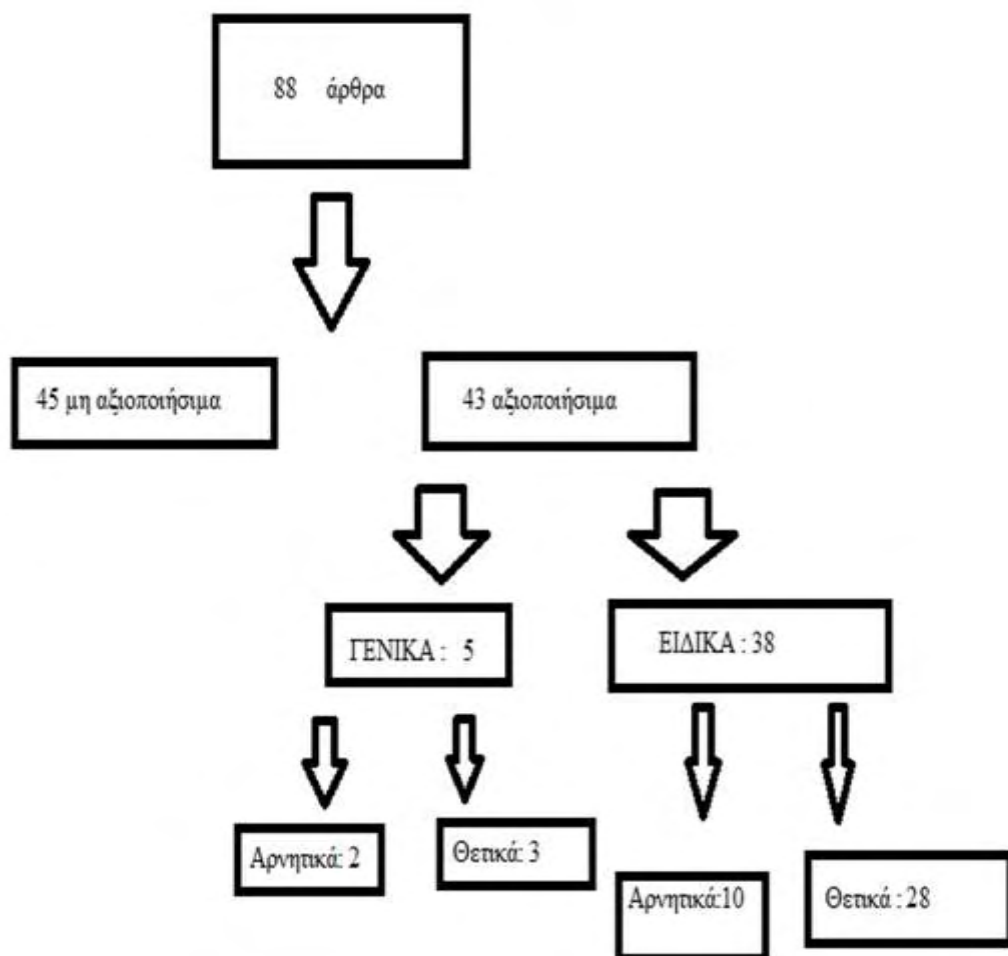 88 άρθρα
45 μη αξιοποιήσιμα
43 αξιοποιήσιμα
ΓΕΝΙΚΑ : 5
ΕΙΔΙΚΑ : 38
Αρνητικά: 2
Θετικά: 3
Αρνητικά:10
Θετικά : 28